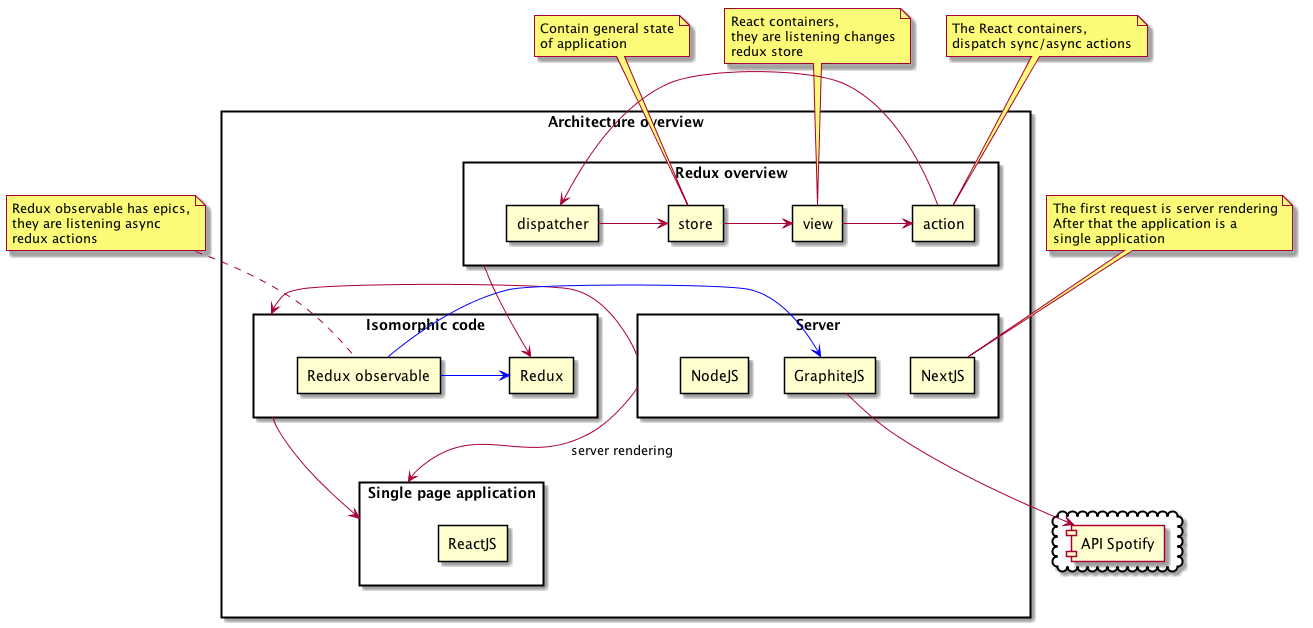 Contain general state
of application
React containers,
they are listening changes
redux store
The React containers,
dispatch sync/async actions
Architecture overview
Redux overview
dispatcher
store
view
action
Redux observable has epics,
they are listening async
redux actions
The first request is server rendering
After that the application is a
single application
Isomorphic code
Redux observable
Redux
Server
NodeJS
GraphiteJS
NextJS
server rendering
Single page application
ReactJS
API Spotify